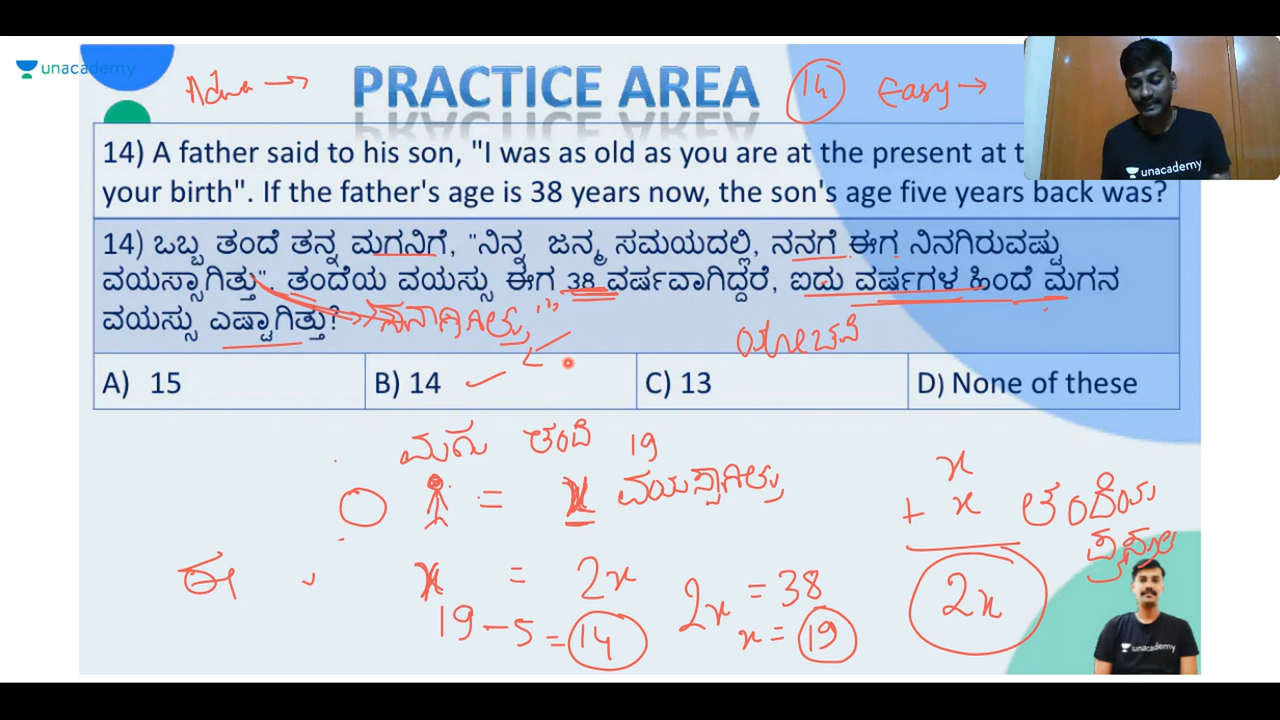 unacademy
PRACTICE AREA
14 Easy →
14) A father said to his son, "I was as old as you are at the present at t
your birth". If the father's age is 38 years now, the son's age five years back was?
14) ಒಬ್ಬ ತಂದೆ ತನ್ನ ಮಗನಿಗೆ, "ನಿನ್ನ ಜನ್ಮ ಸಮಯದಲ್ಲಿ, ನನಗೆ ಈಗ ನಿನಗಿರುವಷ್ಟು
ವಯಸ್ಸಾಗಿತ್ತು". ತಂದೆಯ ವಯಸ್ಸು ಈಗ 38 ವರ್ಷವಾಗಿದ್ದರೆ, ಐದು ವರ್ಷಗಳ ಹಿಂದೆ ಮಗನ
ವಯಸ್ಸು ಎಷ್ಟಾಗಿತ್ತು?
ಯೋಚನೆ
A) 15 B) 14 C) 13 D) None of these
ಮಗು ತಂದೆ 19
= x ವಯಸ್ಸಾಗಿತ್ತು
x
+ x ತಂದೆಯ
ಈ x = 2x 2x = 38 2x
19 - 5 = 14 x = 19
unacademy
unacademy